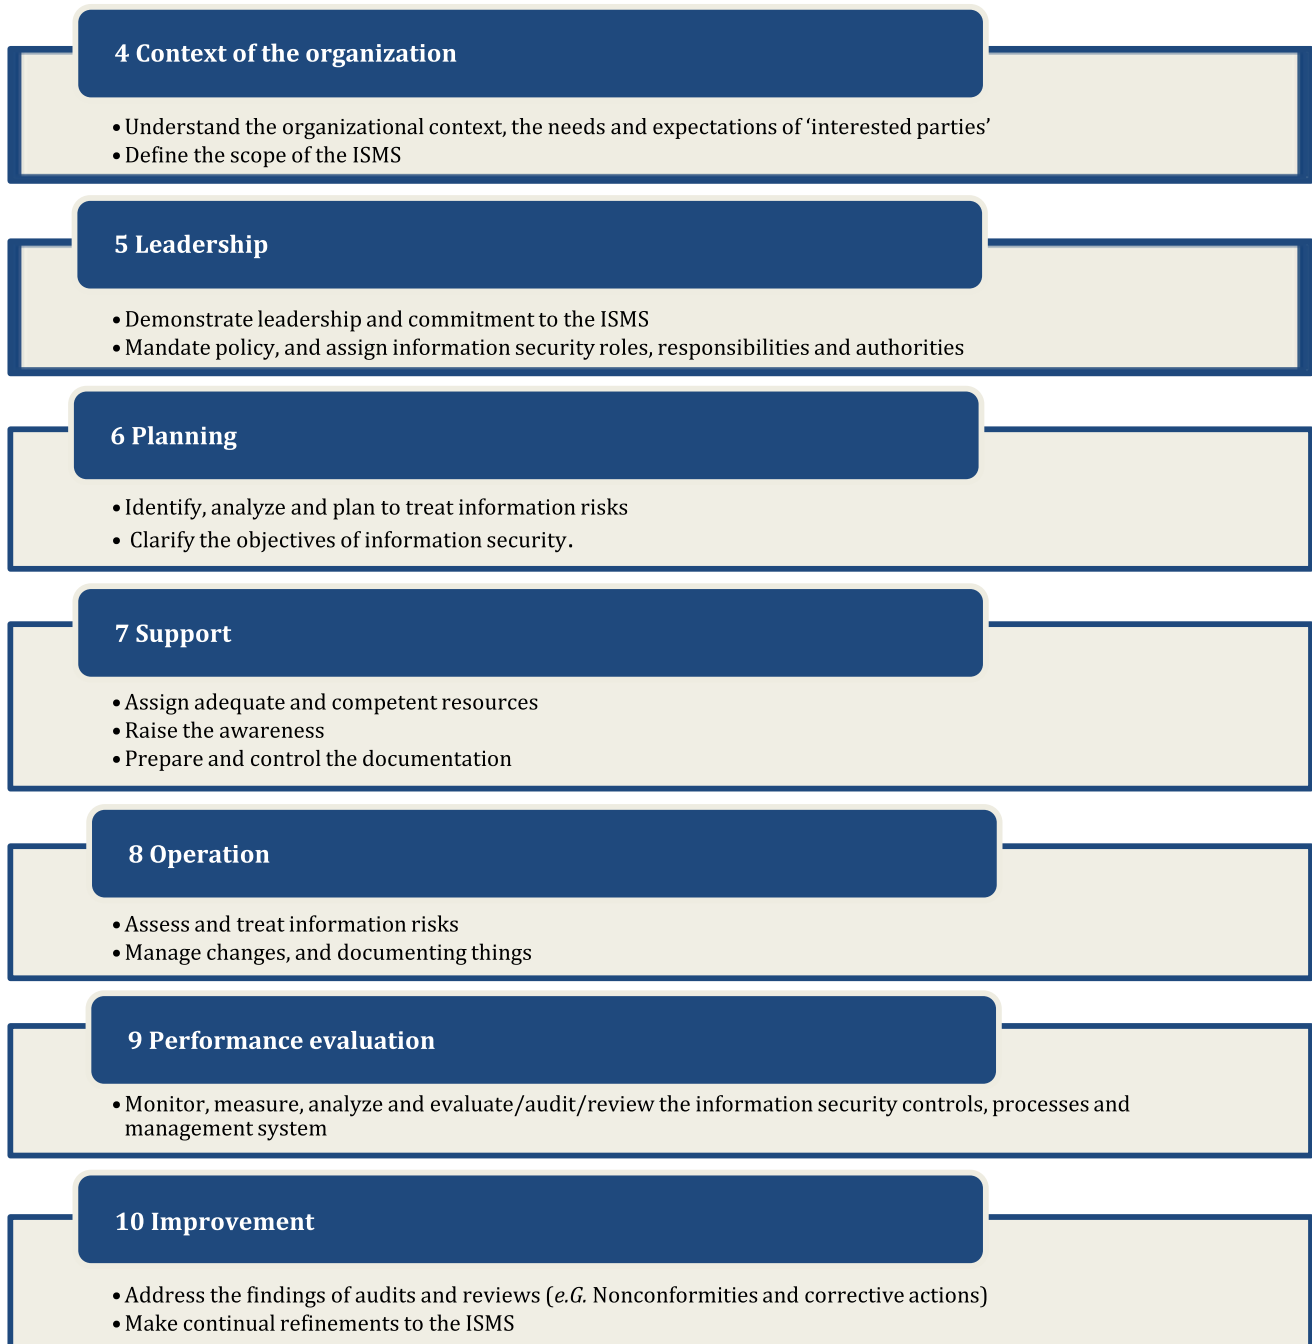 4 Context of the organization
• Understand the organizational context, the needs and expectations of ‘interested parties’
• Define the scope of the ISMS
5 Leadership
• Demonstrate leadership and commitment to the ISMS
• Mandate policy, and assign information security roles, responsibilities and authorities
6 Planning
• Identify, analyze and plan to treat information risks
• Clarify the objectives of information security.
7 Support
• Assign adequate and competent resources
• Raise the awareness
• Prepare and control the documentation
8 Operation
• Assess and treat information risks
• Manage changes, and documenting things
9 Performance evaluation
• Monitor, measure, analyze and evaluate/audit/review the information security controls, processes and
management system
10 Improvement
• Address the findings of audits and reviews (e.G. Nonconformities and corrective actions)
• Make continual refinements to the ISMS